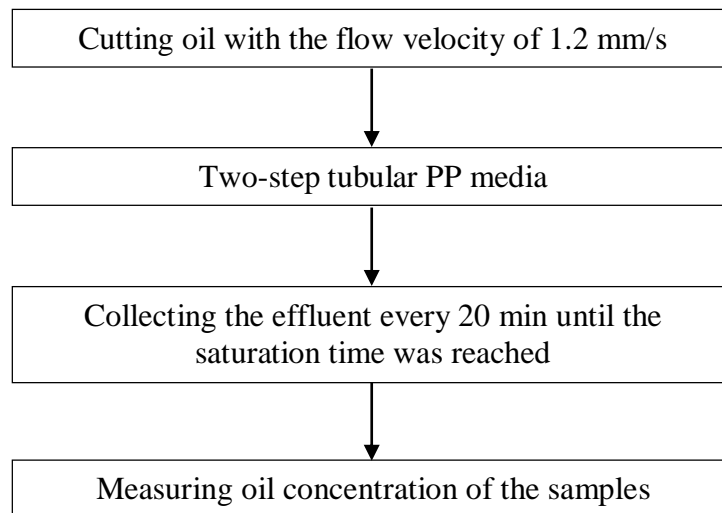 Cutting oil with the flow velocity of 1.2 mm/s
Two-step tubular PP media
Collecting the effluent every 20 min until the
saturation time was reached
Measuring oil concentration of the samples